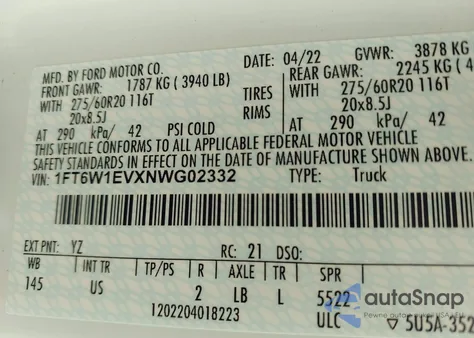 MFD. BY FORD MOTOR CO. DATE: 04/22 GVWR: 3878 KG
FRONT GAWR: 1787 KG (3940 LB) REAR GAWR: 2245 KG (4
WITH 275/60R20 116T TIRES WITH 275/60R20 116T
20x8.5J RIMS 20x8.5J
AT 290 kPa/ 42 PSI COLD AT 290 kPa/ 42
THIS VEHICLE CONFORMS TO ALL APPLICABLE FEDERAL MOTOR VEHICLE
SAFETY STANDARDS IN EFFECT ON THE DATE OF MANUFACTURE SHOWN ABOVE.
VIN: 1FT6W1EVXNWG02332 TYPE: Truck
EXT PNT: YZ RC: 21 DSO:
WB INT TR TP/PS R AXLE TR SPR
145 US 2 LB L 5522
1202204018223 ULC ▽ 5U5A-352
autoSnap